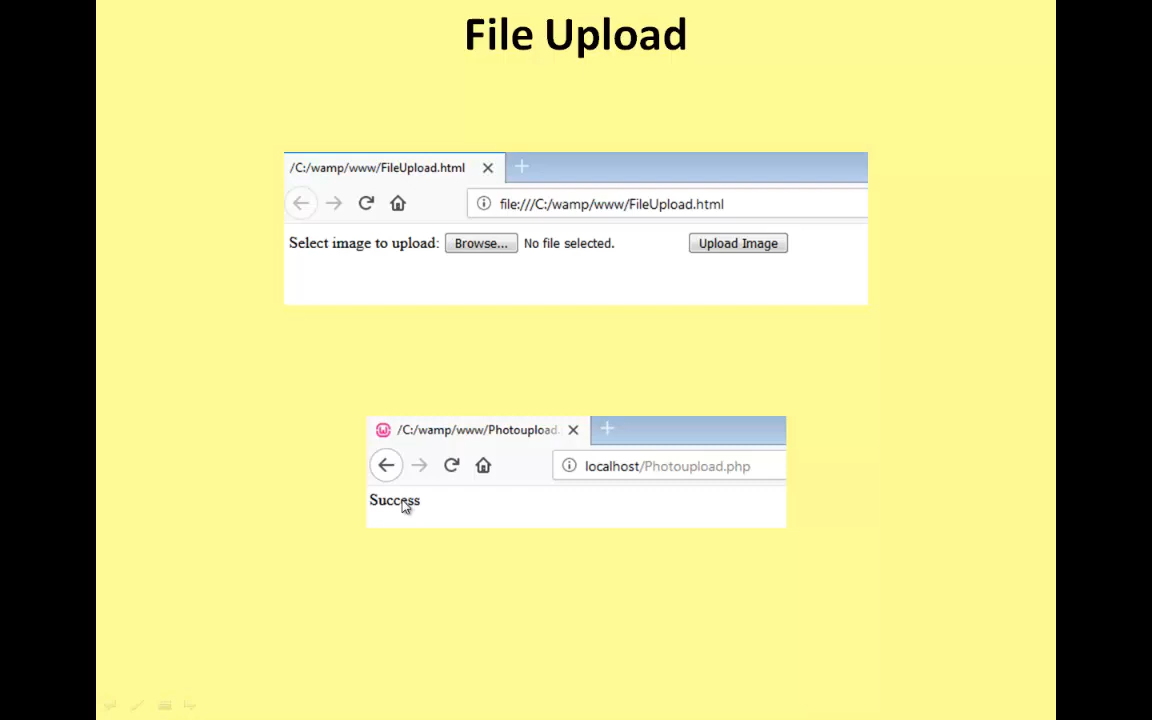 File Upload
/C:/wamp/www/FileUpload.html
file:///C:/wamp/www/FileUpload.html
Select image to upload: Browse... No file selected. Upload Image
/C:/wamp/www/Photoupload.
localhost/Photoupload.php
Success